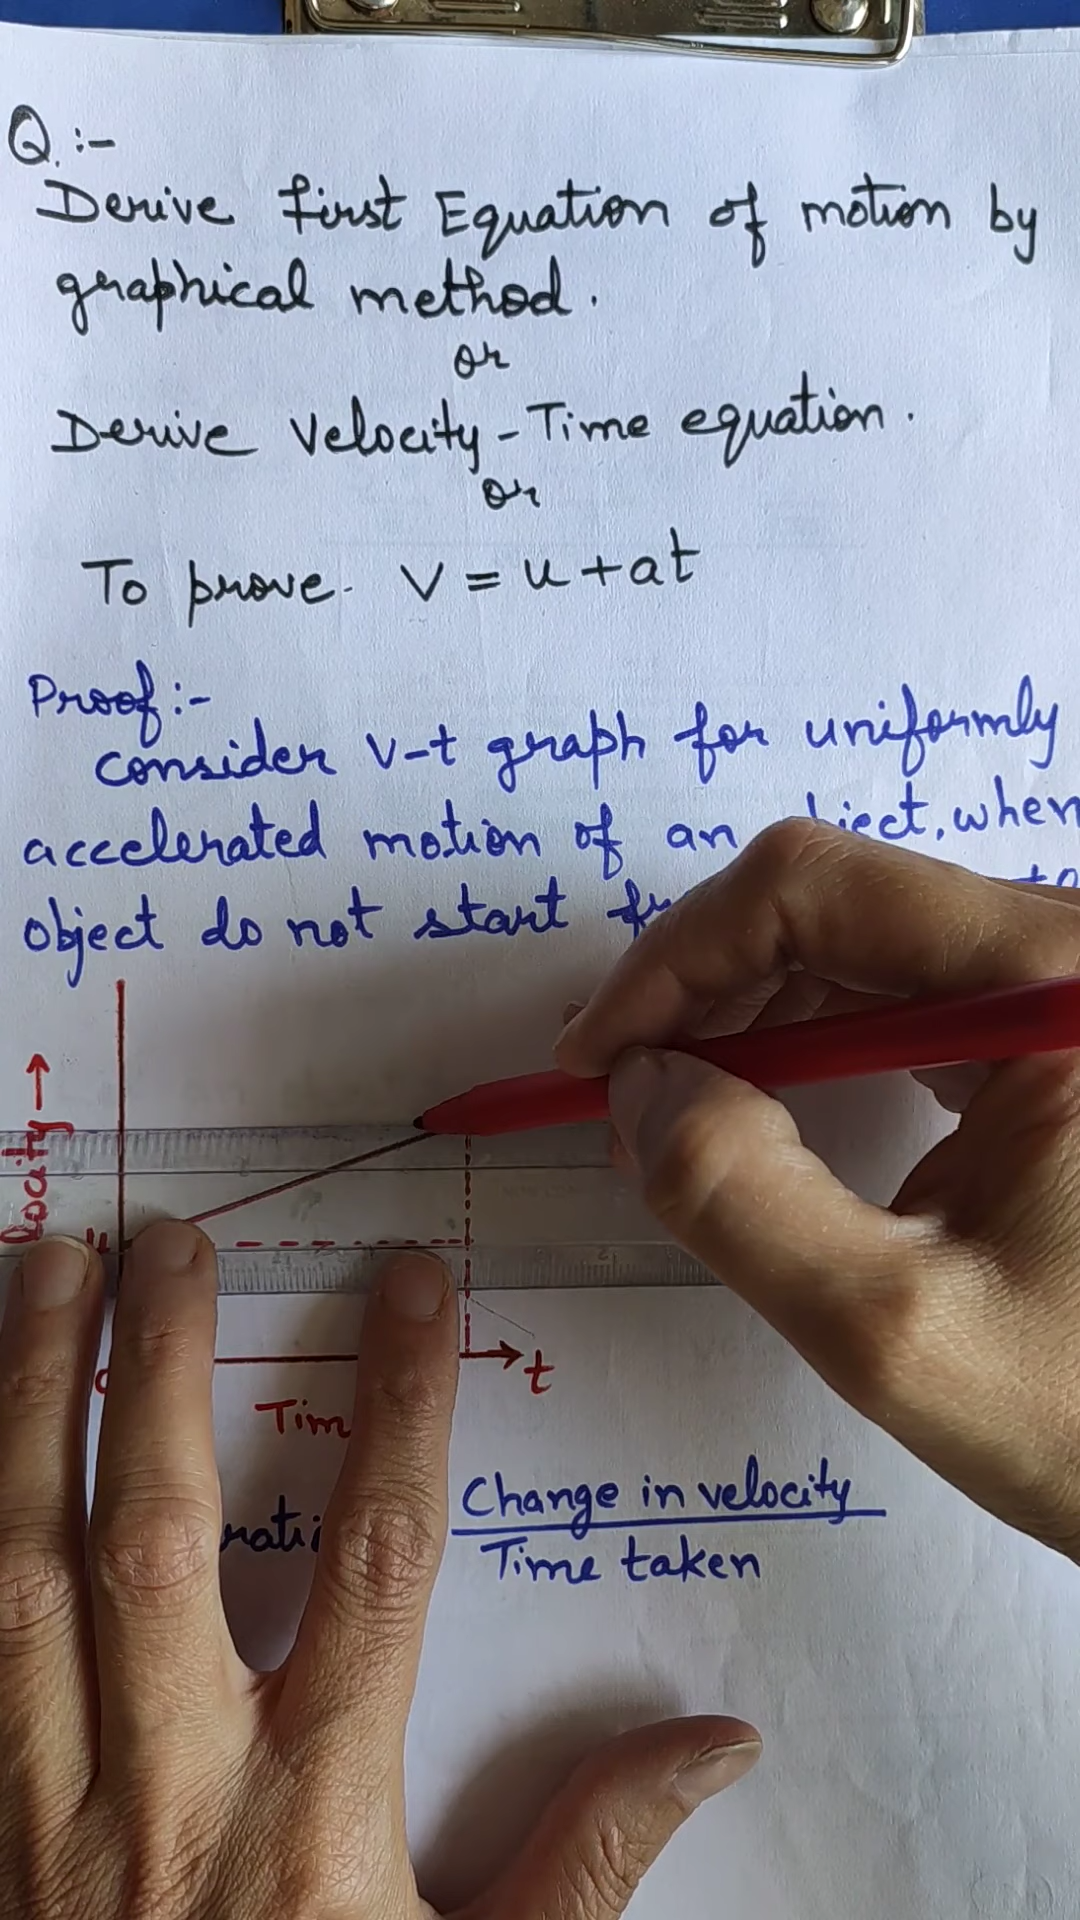 Q. :-
Derive first Equation of motion by
graphical method.
or
Derive Velocity-Time equation.
or
To prove. V = u + at
Proof:-
consider v-t graph for uniformly
accelerated motion of an , when
object do not start
u
t
Change in velocity
Time taken